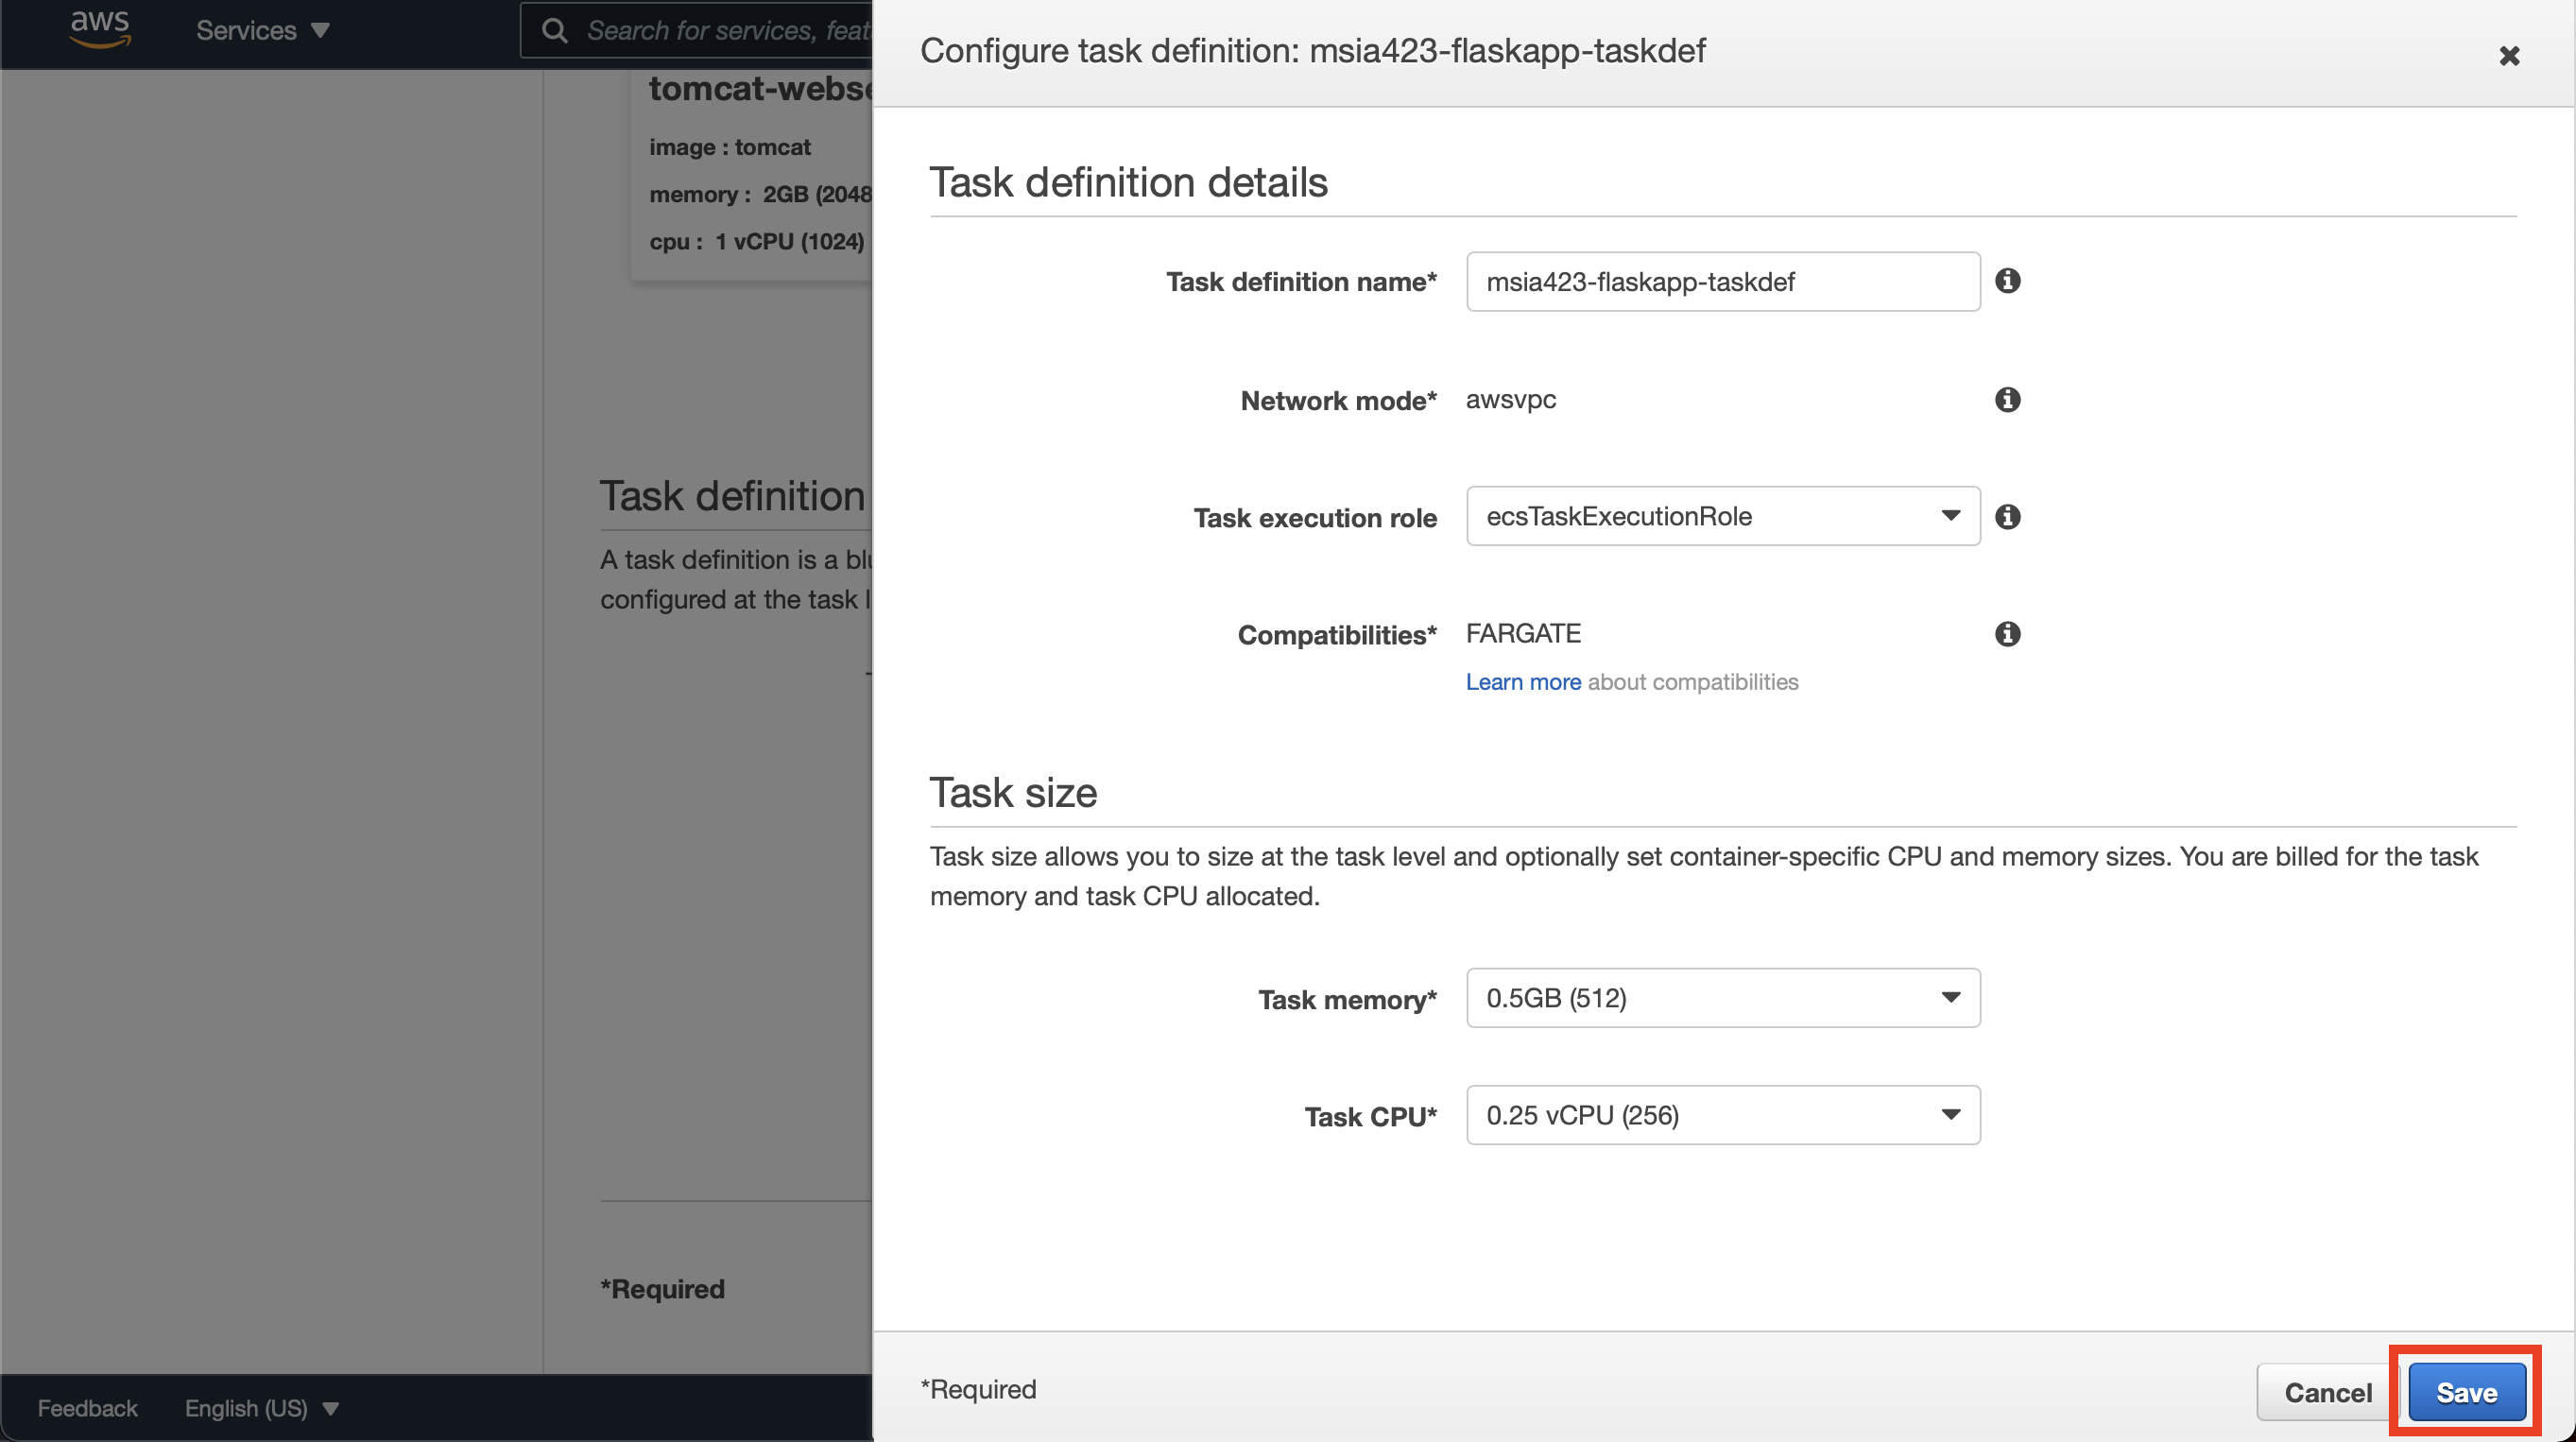 aws
Services
Search for services, feat
tomcat-webse
image : tomcat
memory : 2GB (2048
cpu : 1 vCPU (1024)
Task definition
A task definition is a blu
configured at the task l
*Required
Feedback
English (US)
Configure task definition: msia423-flaskapp-taskdef
Task definition details
Task definition name* msia423-flaskapp-taskdef
Network mode* awsvpc
Task execution role ecsTaskExecutionRole
Compatibilities* FARGATE
Learn more about compatibilities
Task size
Task size allows you to size at the task level and optionally set container-specific CPU and memory sizes. You are billed for the task
memory and task CPU allocated.
Task memory* 0.5GB (512)
Task CPU* 0.25 vCPU (256)
*Required
Cancel
Save